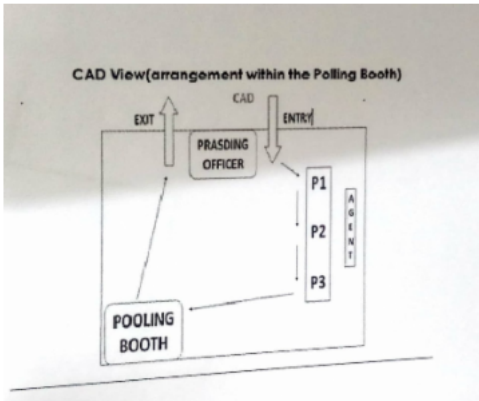 CAD View(arrangement within the Polling Booth)
CAD
EXIT
ENTRY
PRASDING
OFFICER
P1
P2
P3
AGENT
POOLING
BOOTH